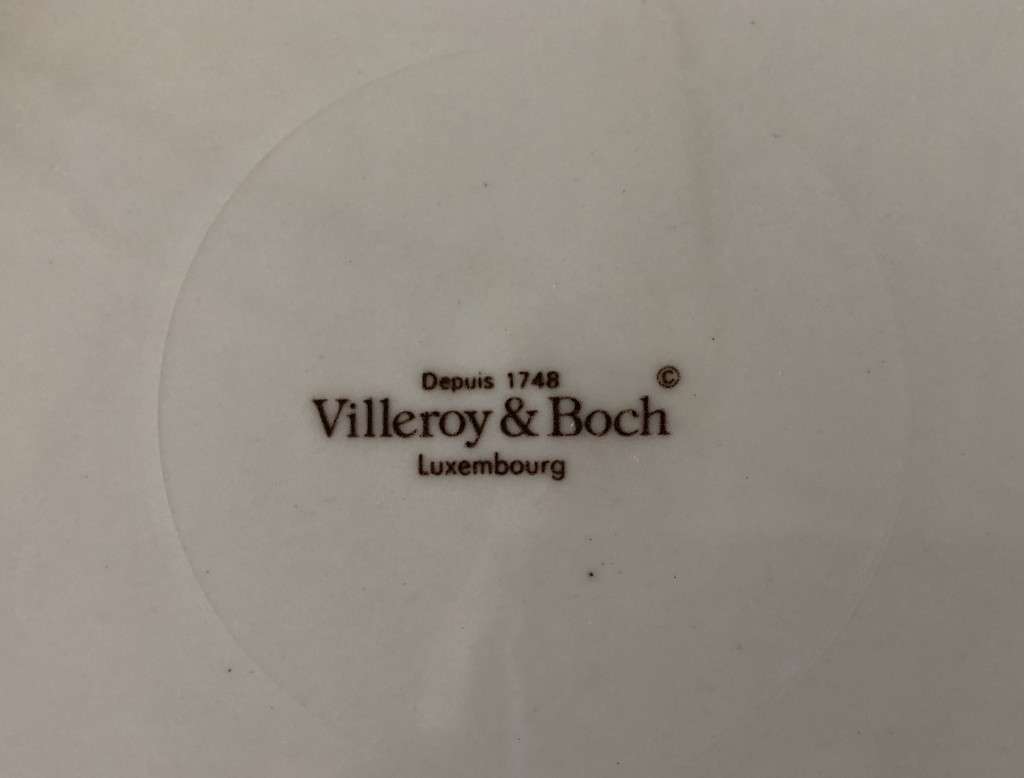 Depuis 1748 ©
Villeroy & Boch
Luxembourg